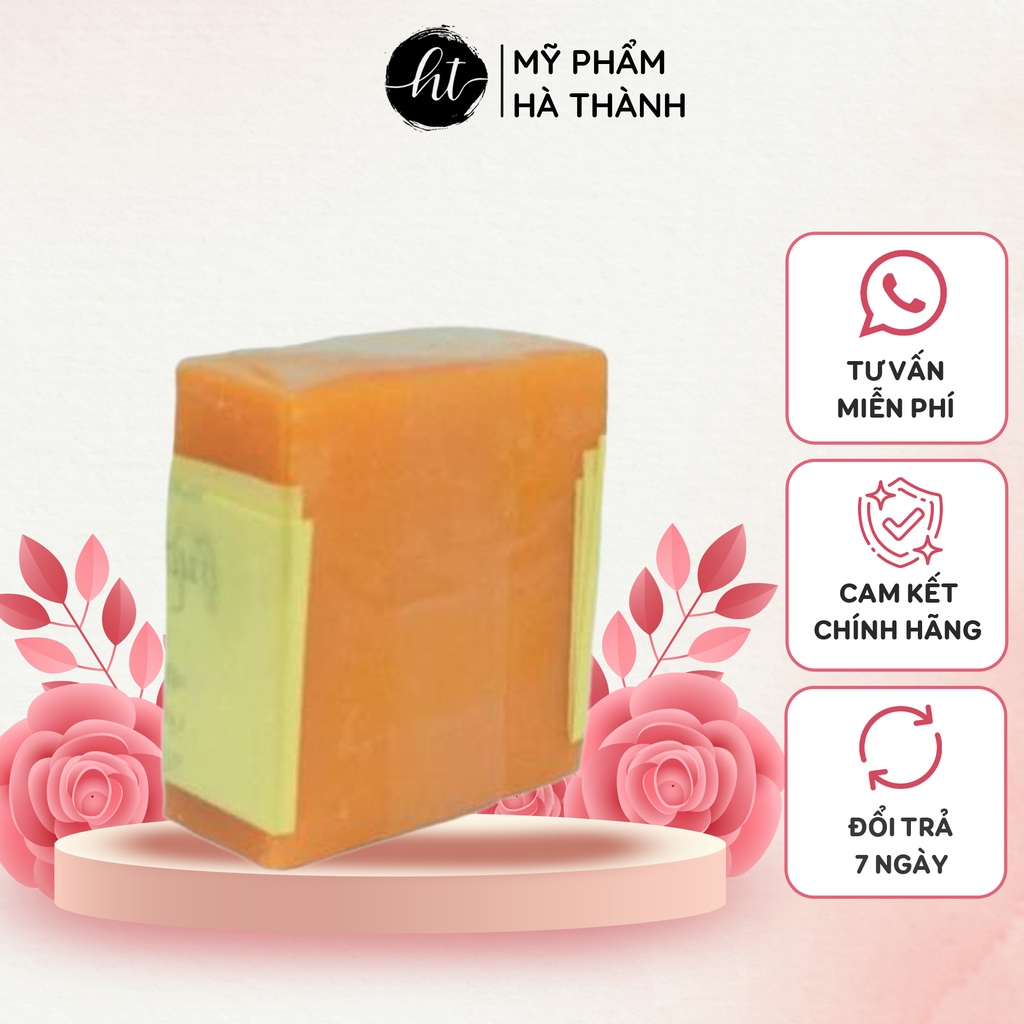 ht
MỸ PHẨM
HÀ THÀNH
TƯ VẤN
MIỄN PHÍ
CAM KẾT
CHÍNH HÃNG
ĐỔI TRẢ
7 NGÀY